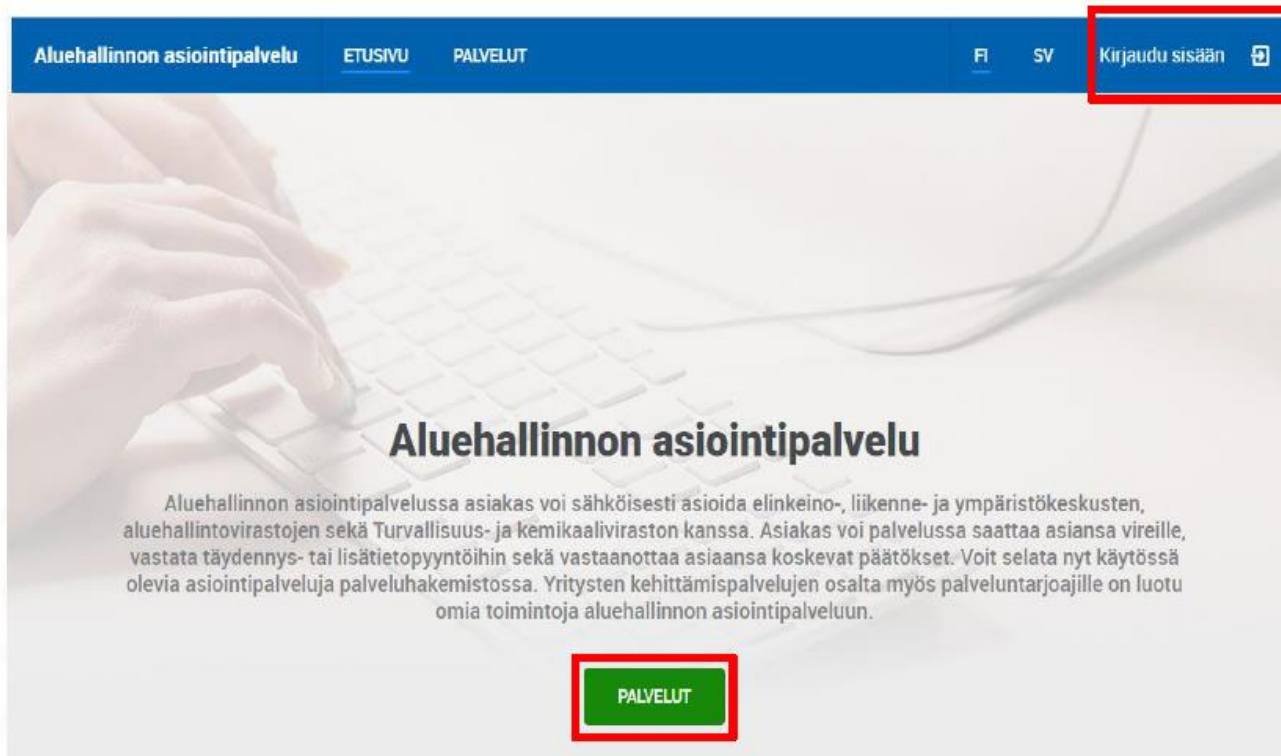 Aluehallinnon asiointipalvelu ETUSIVU PALVELUT FI SV Kirjaudu sisään
Aluehallinnon asiointipalvelu
Aluehallinnon asiointipalvelussa asiakas voi sähköisesti asioida elinkeino-, liikenne- ja ympäristökeskusten,
aluehallintovirastojen sekä Turvallisuus- ja kemikaaliviraston kanssa. Asiakas voi palvelussa saattaa asiansa vireille,
vastata täydennys- tai lisätietopyyntöihin sekä vastaanottaa asiaansa koskevat päätökset. Voit selata nyt käytössä
olevia asiointipalveluja palveluhakemistossa. Yritysten kehittämispalvelujen osalta myös palveluntarjoajille on luotu
omia toimintoja aluehallinnon asiointipalveluun.
PALVELUT